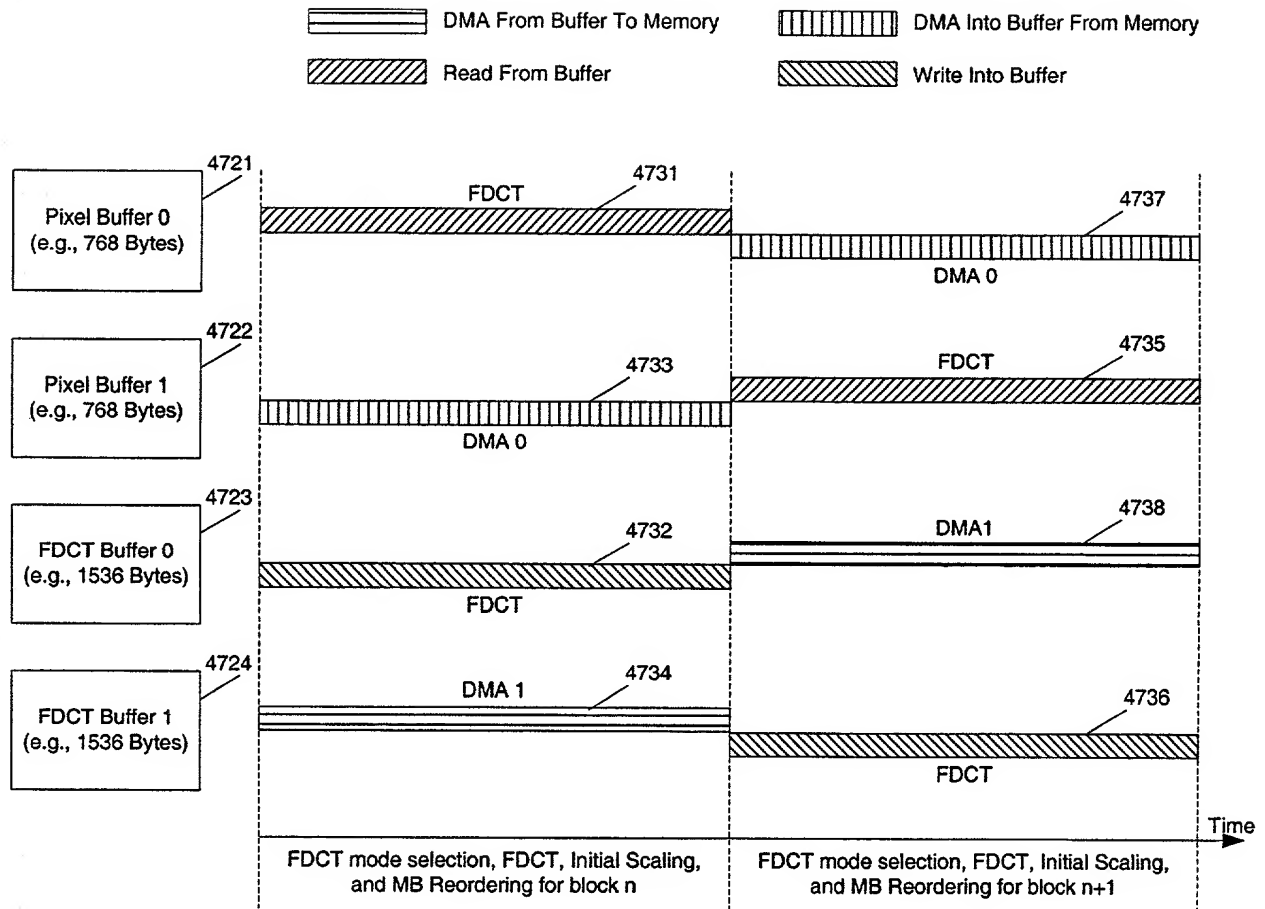 DMA From Buffer To Memory
DMA Into Buffer From Memory
Read From Buffer
Write Into Buffer
4721
Pixel Buffer 0
(e.g., 768 Bytes)
FDCT
4731
4737
DMA 0
4722
Pixel Buffer 1
(e.g., 768 Bytes)
4733
DMA 0
FDCT
4735
4723
FDCT Buffer 0
(e.g., 1536 Bytes)
4732
FDCT
DMA1
4738
4724
FDCT Buffer 1
(e.g., 1536 Bytes)
DMA 1
4734
4736
FDCT
Time
FDCT mode selection, FDCT, Initial Scaling,
and MB Reordering for block n
FDCT mode selection, FDCT, Initial Scaling,
and MB Reordering for block n+1